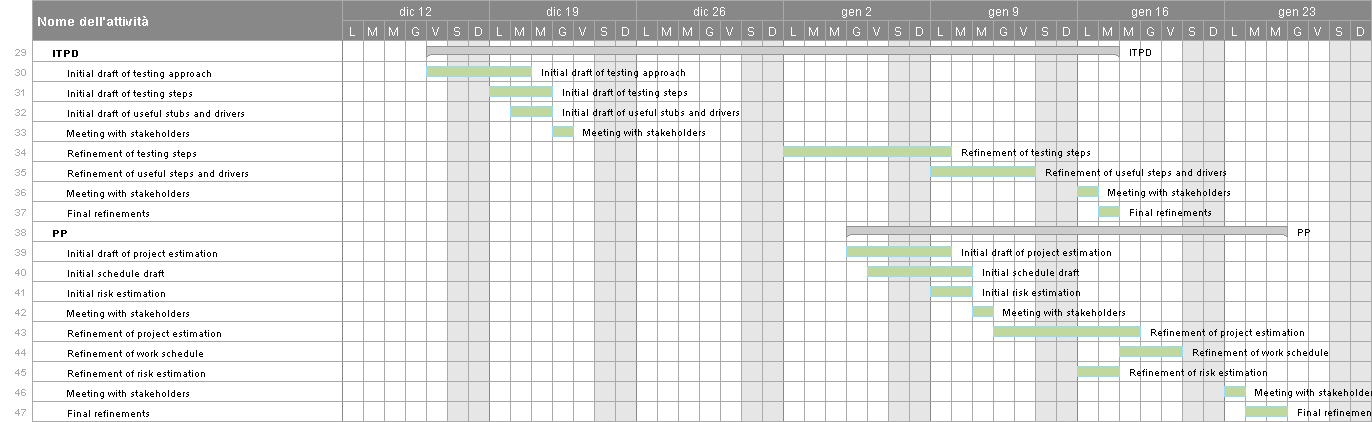 Nome dell'attività
dic 12 dic 19 dic 26 gen 2 gen 9 gen 16 gen 23
L M M G V S D L M M G V S D L M M G V S D L M M G V S D L M M G V S D L M M G V S D L M M G V S D
29 ITPD ITPD
30 Initial draft of testing approach Initial draft of testing approach
31 Initial draft of testing steps Initial draft of testing steps
32 Initial draft of useful stubs and drivers Initial draft of useful stubs and drivers
33 Meeting with stakeholders Meeting with stakeholders
34 Refinement of testing steps Refinement of testing steps
35 Refinement of useful steps and drivers Refinement of useful steps and drivers
36 Meeting with stakeholders Meeting with stakeholders
37 Final refinements Final refinements
38 PP PP
39 Initial draft of project estimation Initial draft of project estimation
40 Initial schedule draft Initial schedule draft
41 Initial risk estimation Initial risk estimation
42 Meeting with stakeholders Meeting with stakeholders
43 Refinement of project estimation Refinement of project estimation
44 Refinement of work schedule Refinement of work schedule
45 Refinement of risk estimation Refinement of risk estimation
46 Meeting with stakeholders Meeting with stakeholder
47 Final refinements Final refinemen